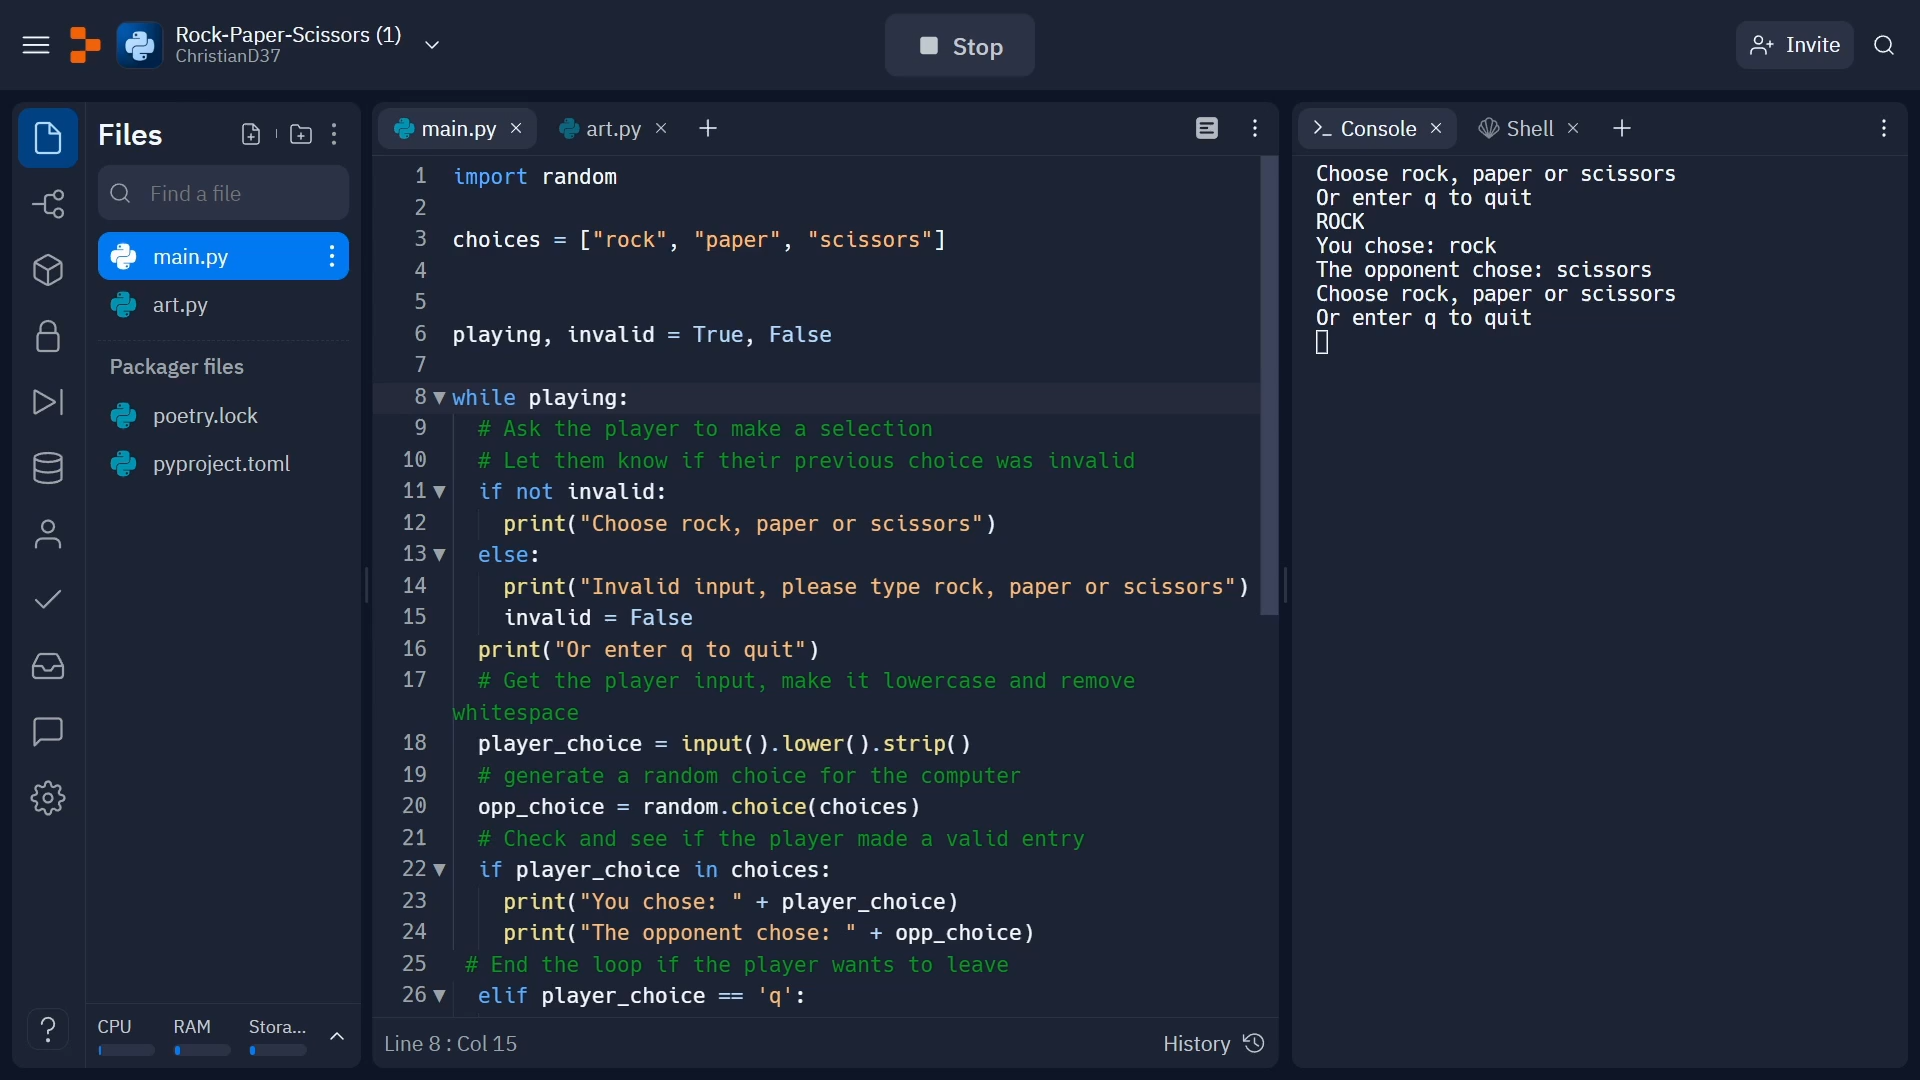 Rock-Paper-Scissors (1)
ChristianD37
Stop
Invite
Files
Find a file
main.py
art.py
Packager files
poetry.lock
pyproject.toml
?
CPU
RAM
Stora...
main.py
art.py
1 import random
2
3 choices = ["rock", "paper", "scissors"]
4
5
6 playing, invalid = True, False
7
8 while playing:
9 # Ask the player to make a selection
10 # Let them know if their previous choice was invalid
11 if not invalid:
12 print("Choose rock, paper or scissors")
13 else:
14 print("Invalid input, please type rock, paper or scissors")
15 invalid = False
16 print("Or enter q to quit")
17 # Get the player input, make it lowercase and remove
whitespace
18 player_choice = input().lower().strip()
19 # generate a random choice for the computer
20 opp_choice = random.choice(choices)
21 # Check and see if the player made a valid entry
22 if player_choice in choices:
23 print("You chose: " + player_choice)
24 print("The opponent chose: " + opp_choice)
25 # End the loop if the player wants to leave
26 elif player_choice == 'q':
Line 8 : Col 15
History
Console
Shell
Choose rock, paper or scissors
Or enter q to quit
ROCK
You chose: rock
The opponent chose: scissors
Choose rock, paper or scissors
Or enter q to quit